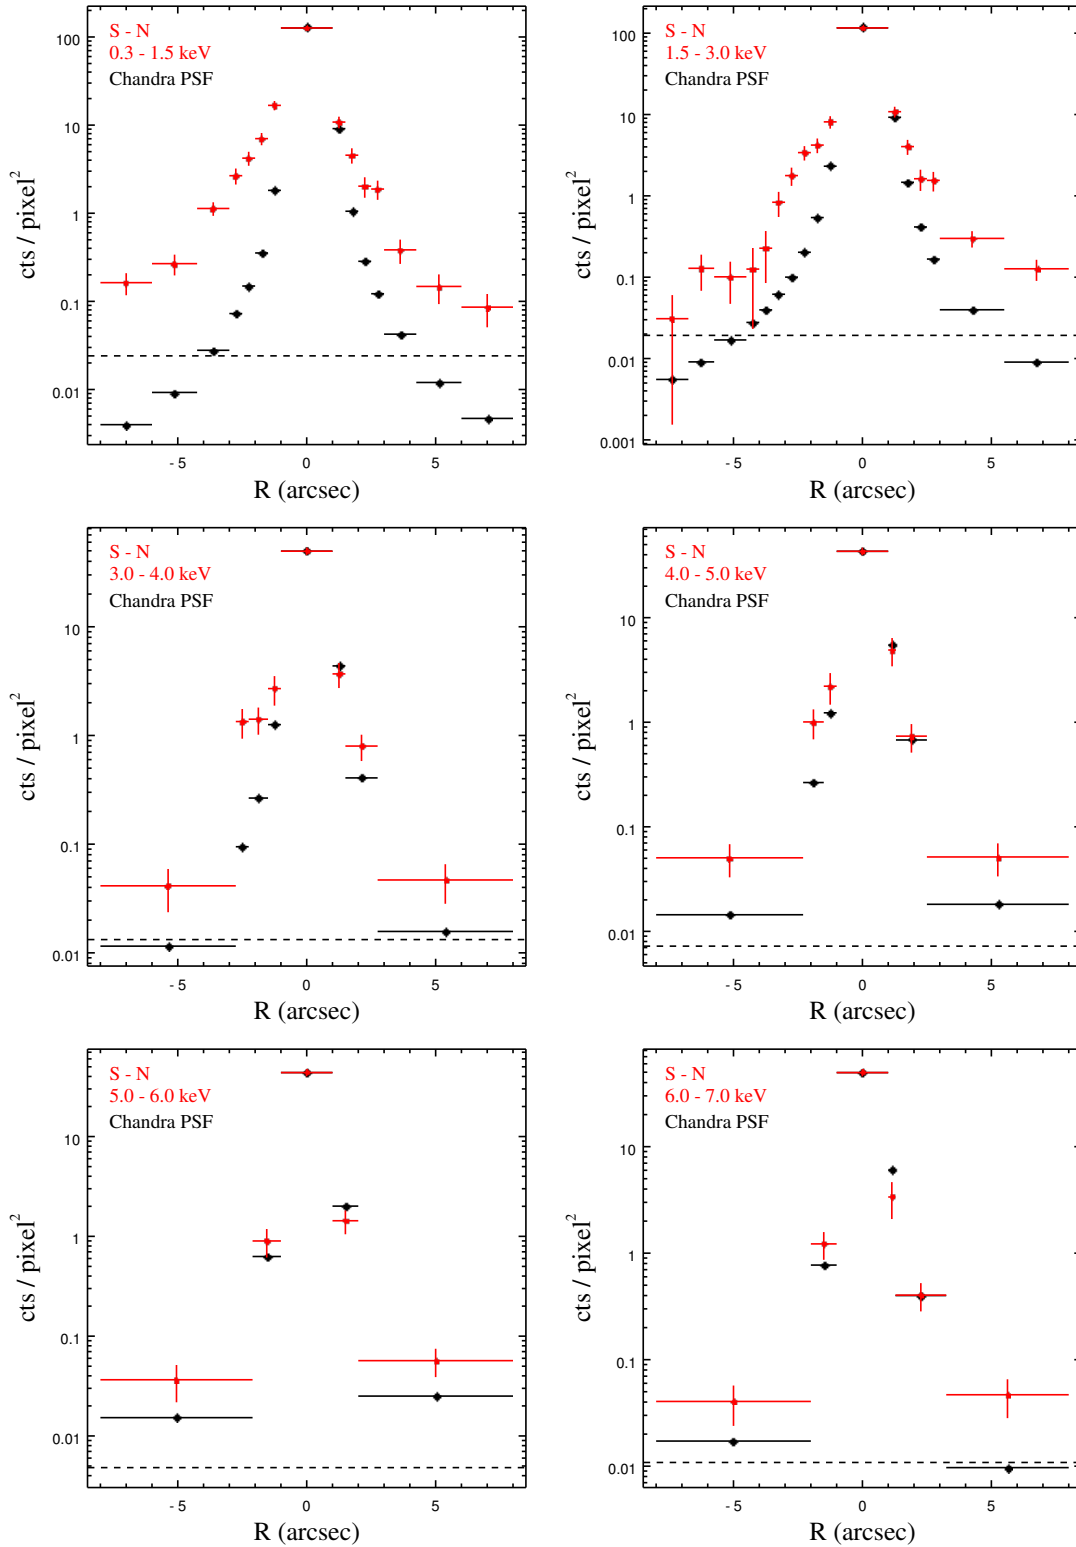 S - N
0.3 - 1.5 keV
Chandra PSF
100
10
1
0.1
0.01
cts / pixel²
- 5
0
5
R (arcsec)
S - N
1.5 - 3.0 keV
Chandra PSF
100
10
1
0.1
0.01
0.001
cts / pixel²
- 5
0
5
R (arcsec)
S - N
3.0 - 4.0 keV
Chandra PSF
10
1
0.1
0.01
cts / pixel²
- 5
0
5
R (arcsec)
S - N
4.0 - 5.0 keV
Chandra PSF
10
1
0.1
0.01
cts / pixel²
- 5
0
5
R (arcsec)
S - N
5.0 - 6.0 keV
Chandra PSF
10
1
0.1
0.01
cts / pixel²
- 5
0
5
R (arcsec)
S - N
6.0 - 7.0 keV
Chandra PSF
10
1
0.1
0.01
cts / pixel²
- 5
0
5
R (arcsec)